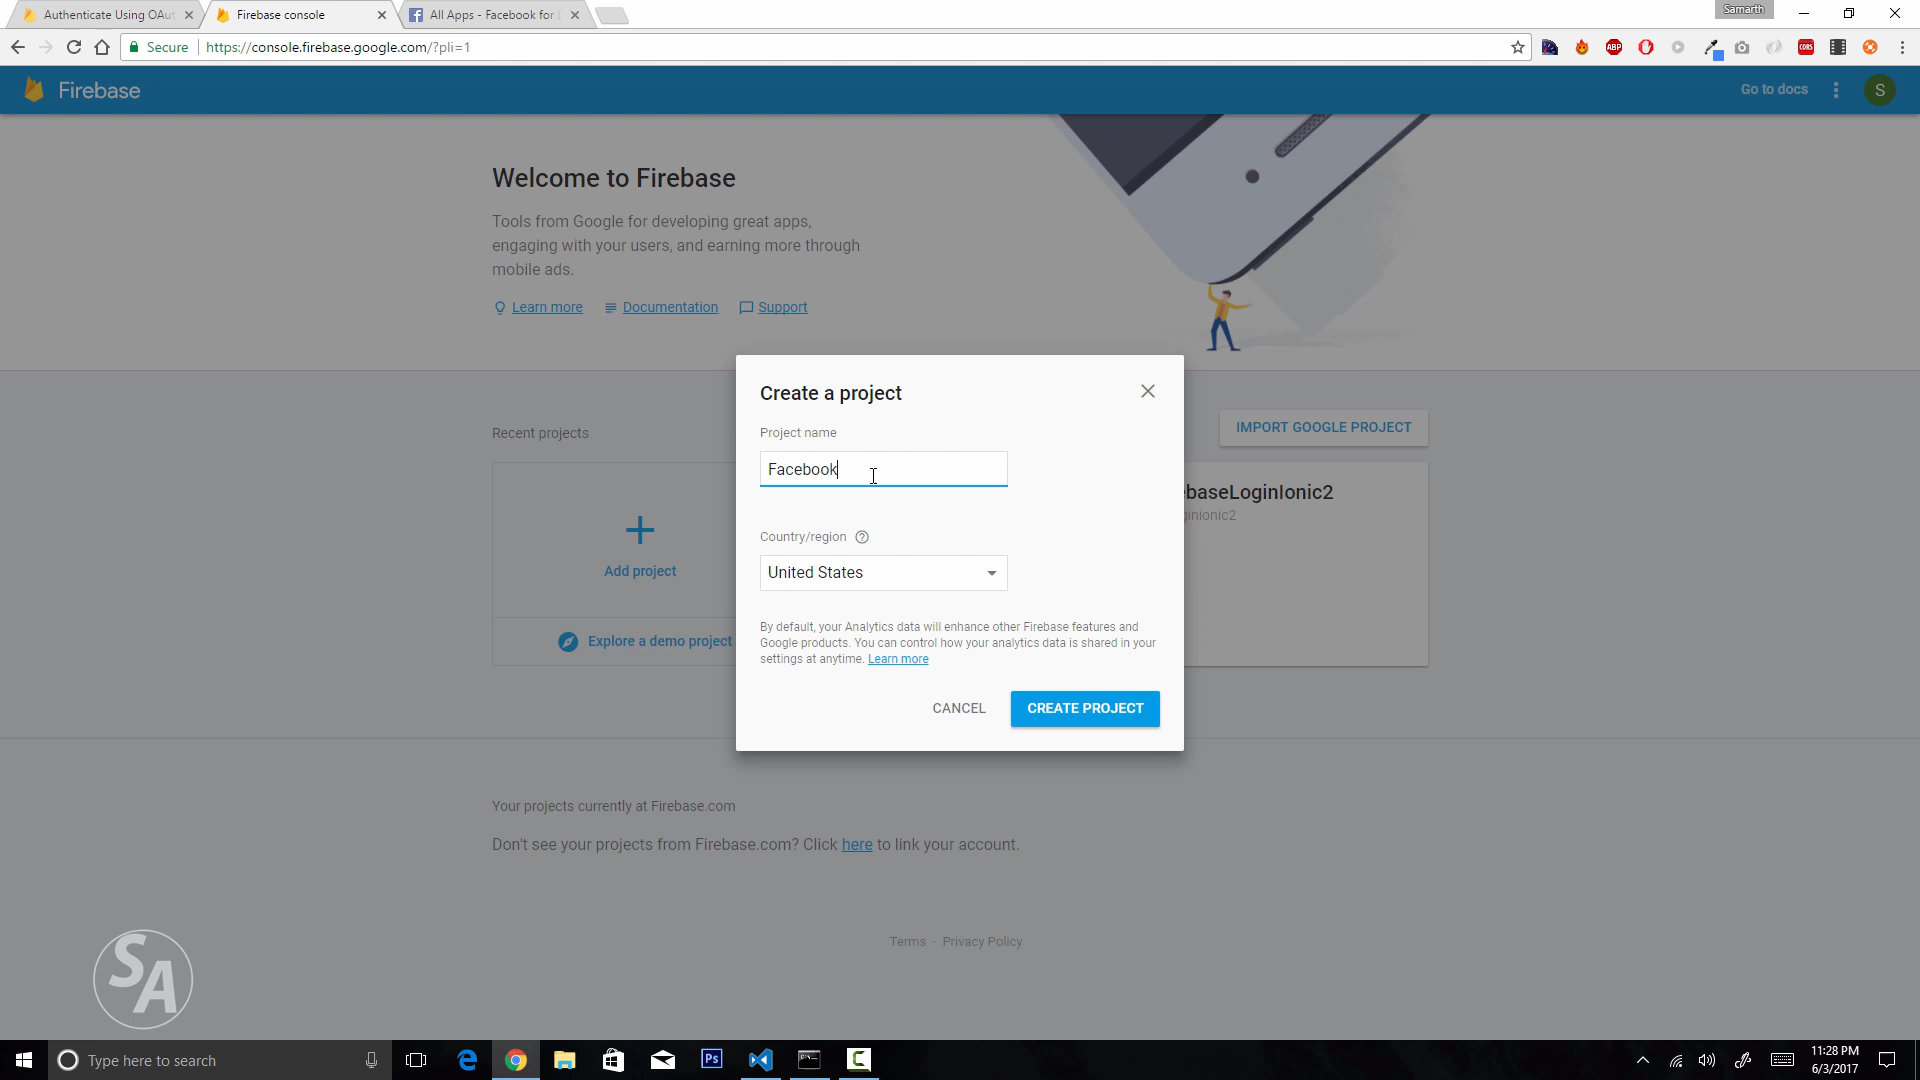 Authenticate Using OAut
Firebase console
All Apps - Facebook for D
Samarth
Secure
https://console.firebase.google.com/?pli=1
ABP
CORS
Firebase
Go to docs
S
Welcome to Firebase
Tools from Google for developing great apps,
engaging with your users, and earning more through
mobile ads.
Learn more
Documentation
Support
Recent projects
IMPORT GOOGLE PROJECT
Add project
Explore a demo project
ebaseLoginIonic2
ginionic2
Create a project
Project name
Facebook
Country/region
United States
By default, your Analytics data will enhance other Firebase features and
Google products. You can control how your analytics data is shared in your
settings at anytime. Learn more
CANCEL
CREATE PROJECT
Your projects currently at Firebase.com
Don't see your projects from Firebase.com? Click here to link your account.
Terms · Privacy Policy
SA
Type here to search
Ps
11:28 PM
6/3/2017